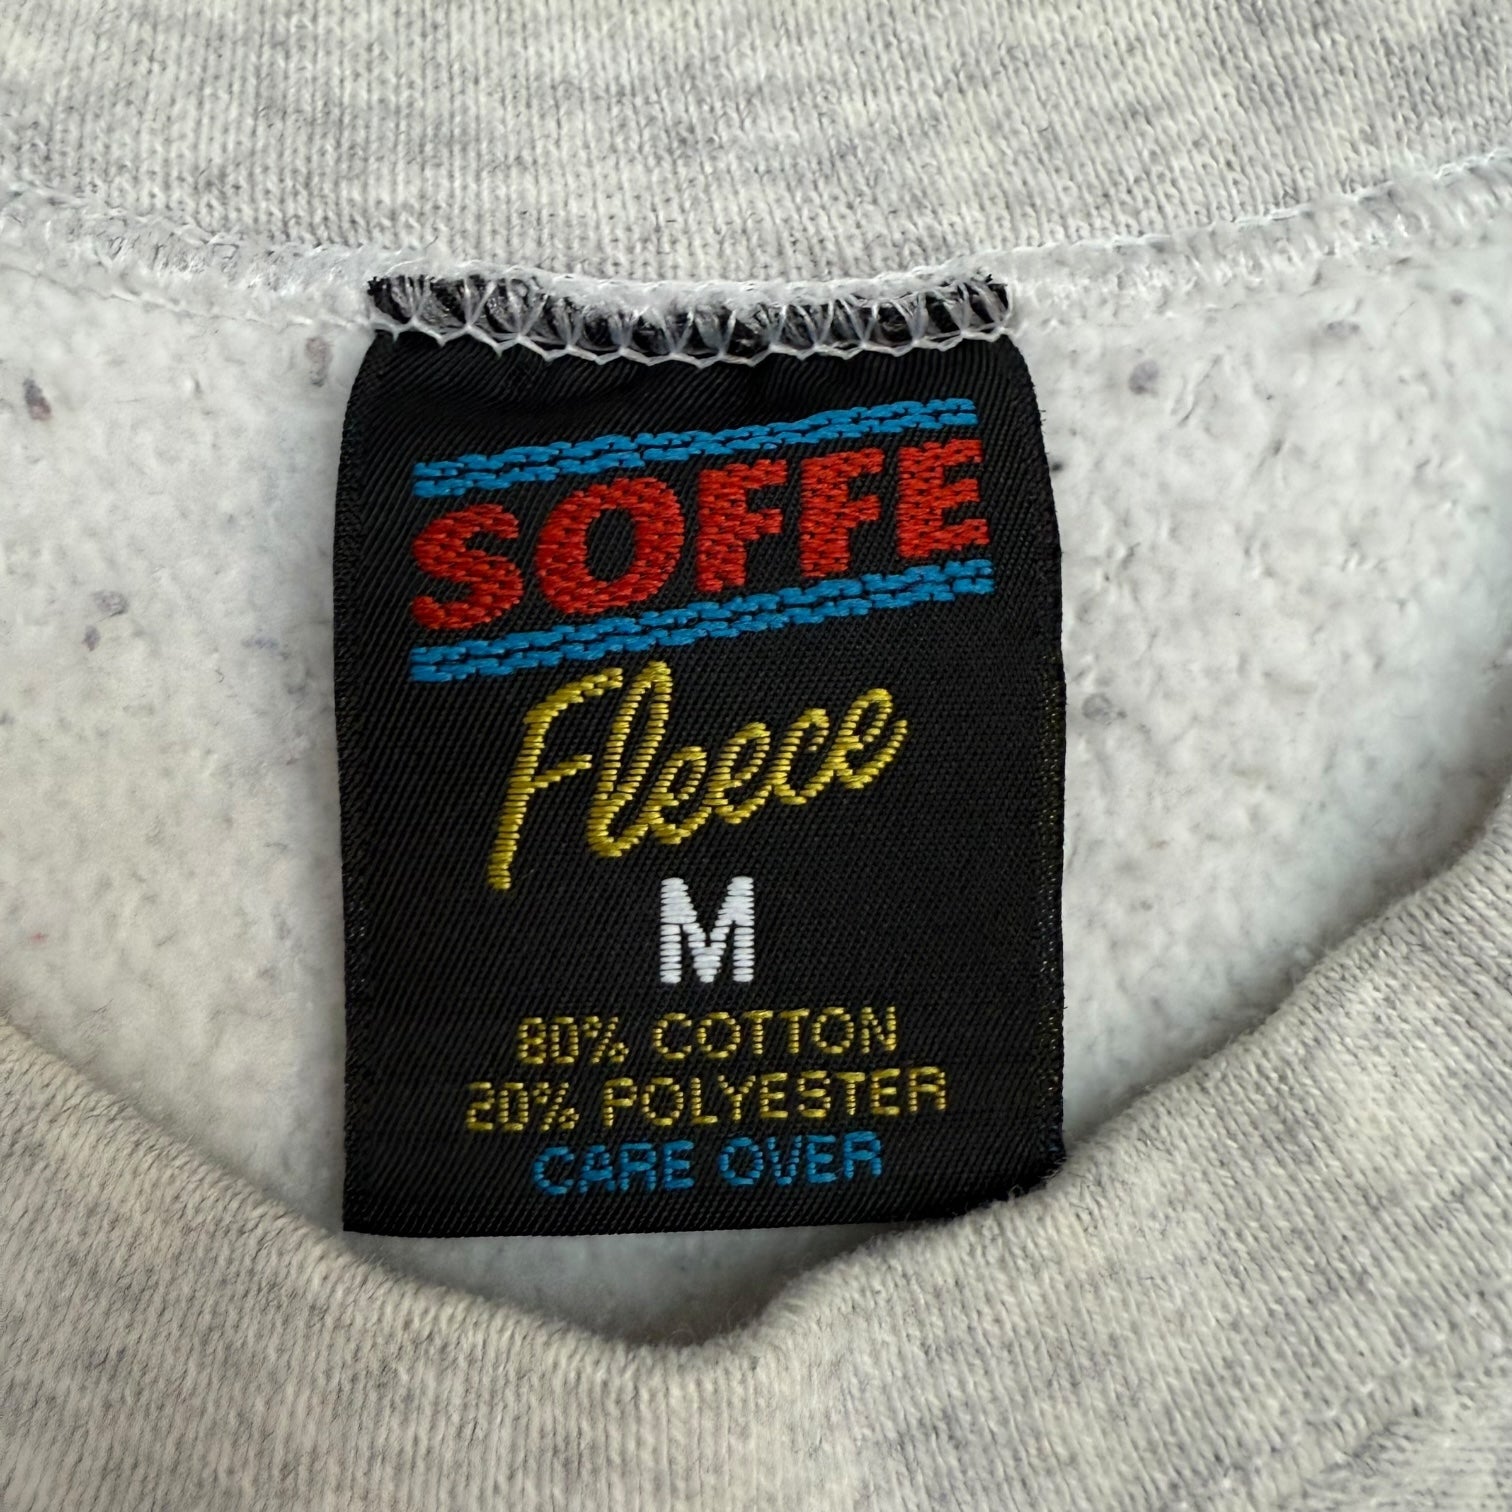 SOFFE
Fleece
M
80% COTTON
20% POLYESTER
CARE OVER